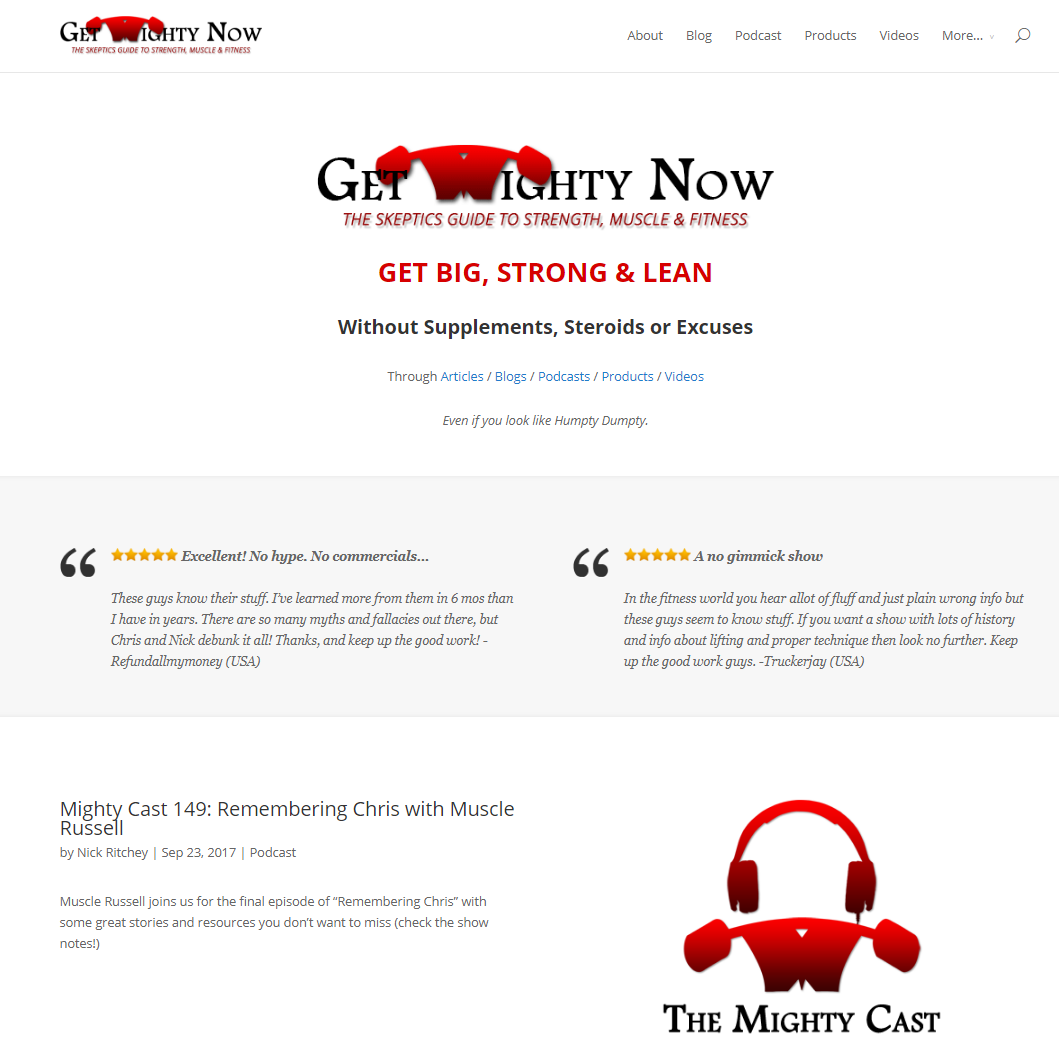 Get Mighty Now
THE SKEPTICS GUIDE TO STRENGTH, MUSCLE & FITNESS
About Blog Podcast Products Videos More...
Get Mighty Now
THE SKEPTICS GUIDE TO STRENGTH, MUSCLE & FITNESS
GET BIG, STRONG & LEAN
Without Supplements, Steroids or Excuses
Through Articles / Blogs / Podcasts / Products / Videos
Even if you look like Humpty Dumpty.
Excellent! No hype. No commercials...
These guys know their stuff. I've learned more from them in 6 mos than
I have in years. There are so many myths and fallacies out there, but
Chris and Nick debunk it all! Thanks, and keep up the good work! -
Refundallmymoney (USA)
A no gimmick show
In the fitness world you hear allot of fluff and just plain wrong info but
these guys seem to know stuff. If you want a show with lots of history
and info about lifting and proper technique then look no further. Keep
up the good work guys. -Truckerjay (USA)
Mighty Cast 149: Remembering Chris with Muscle
Russell
by Nick Ritchey | Sep 23, 2017 | Podcast
Muscle Russell joins us for the final episode of “Remembering Chris” with
some great stories and resources you don’t want to miss (check the show
notes!)
The Mighty Cast